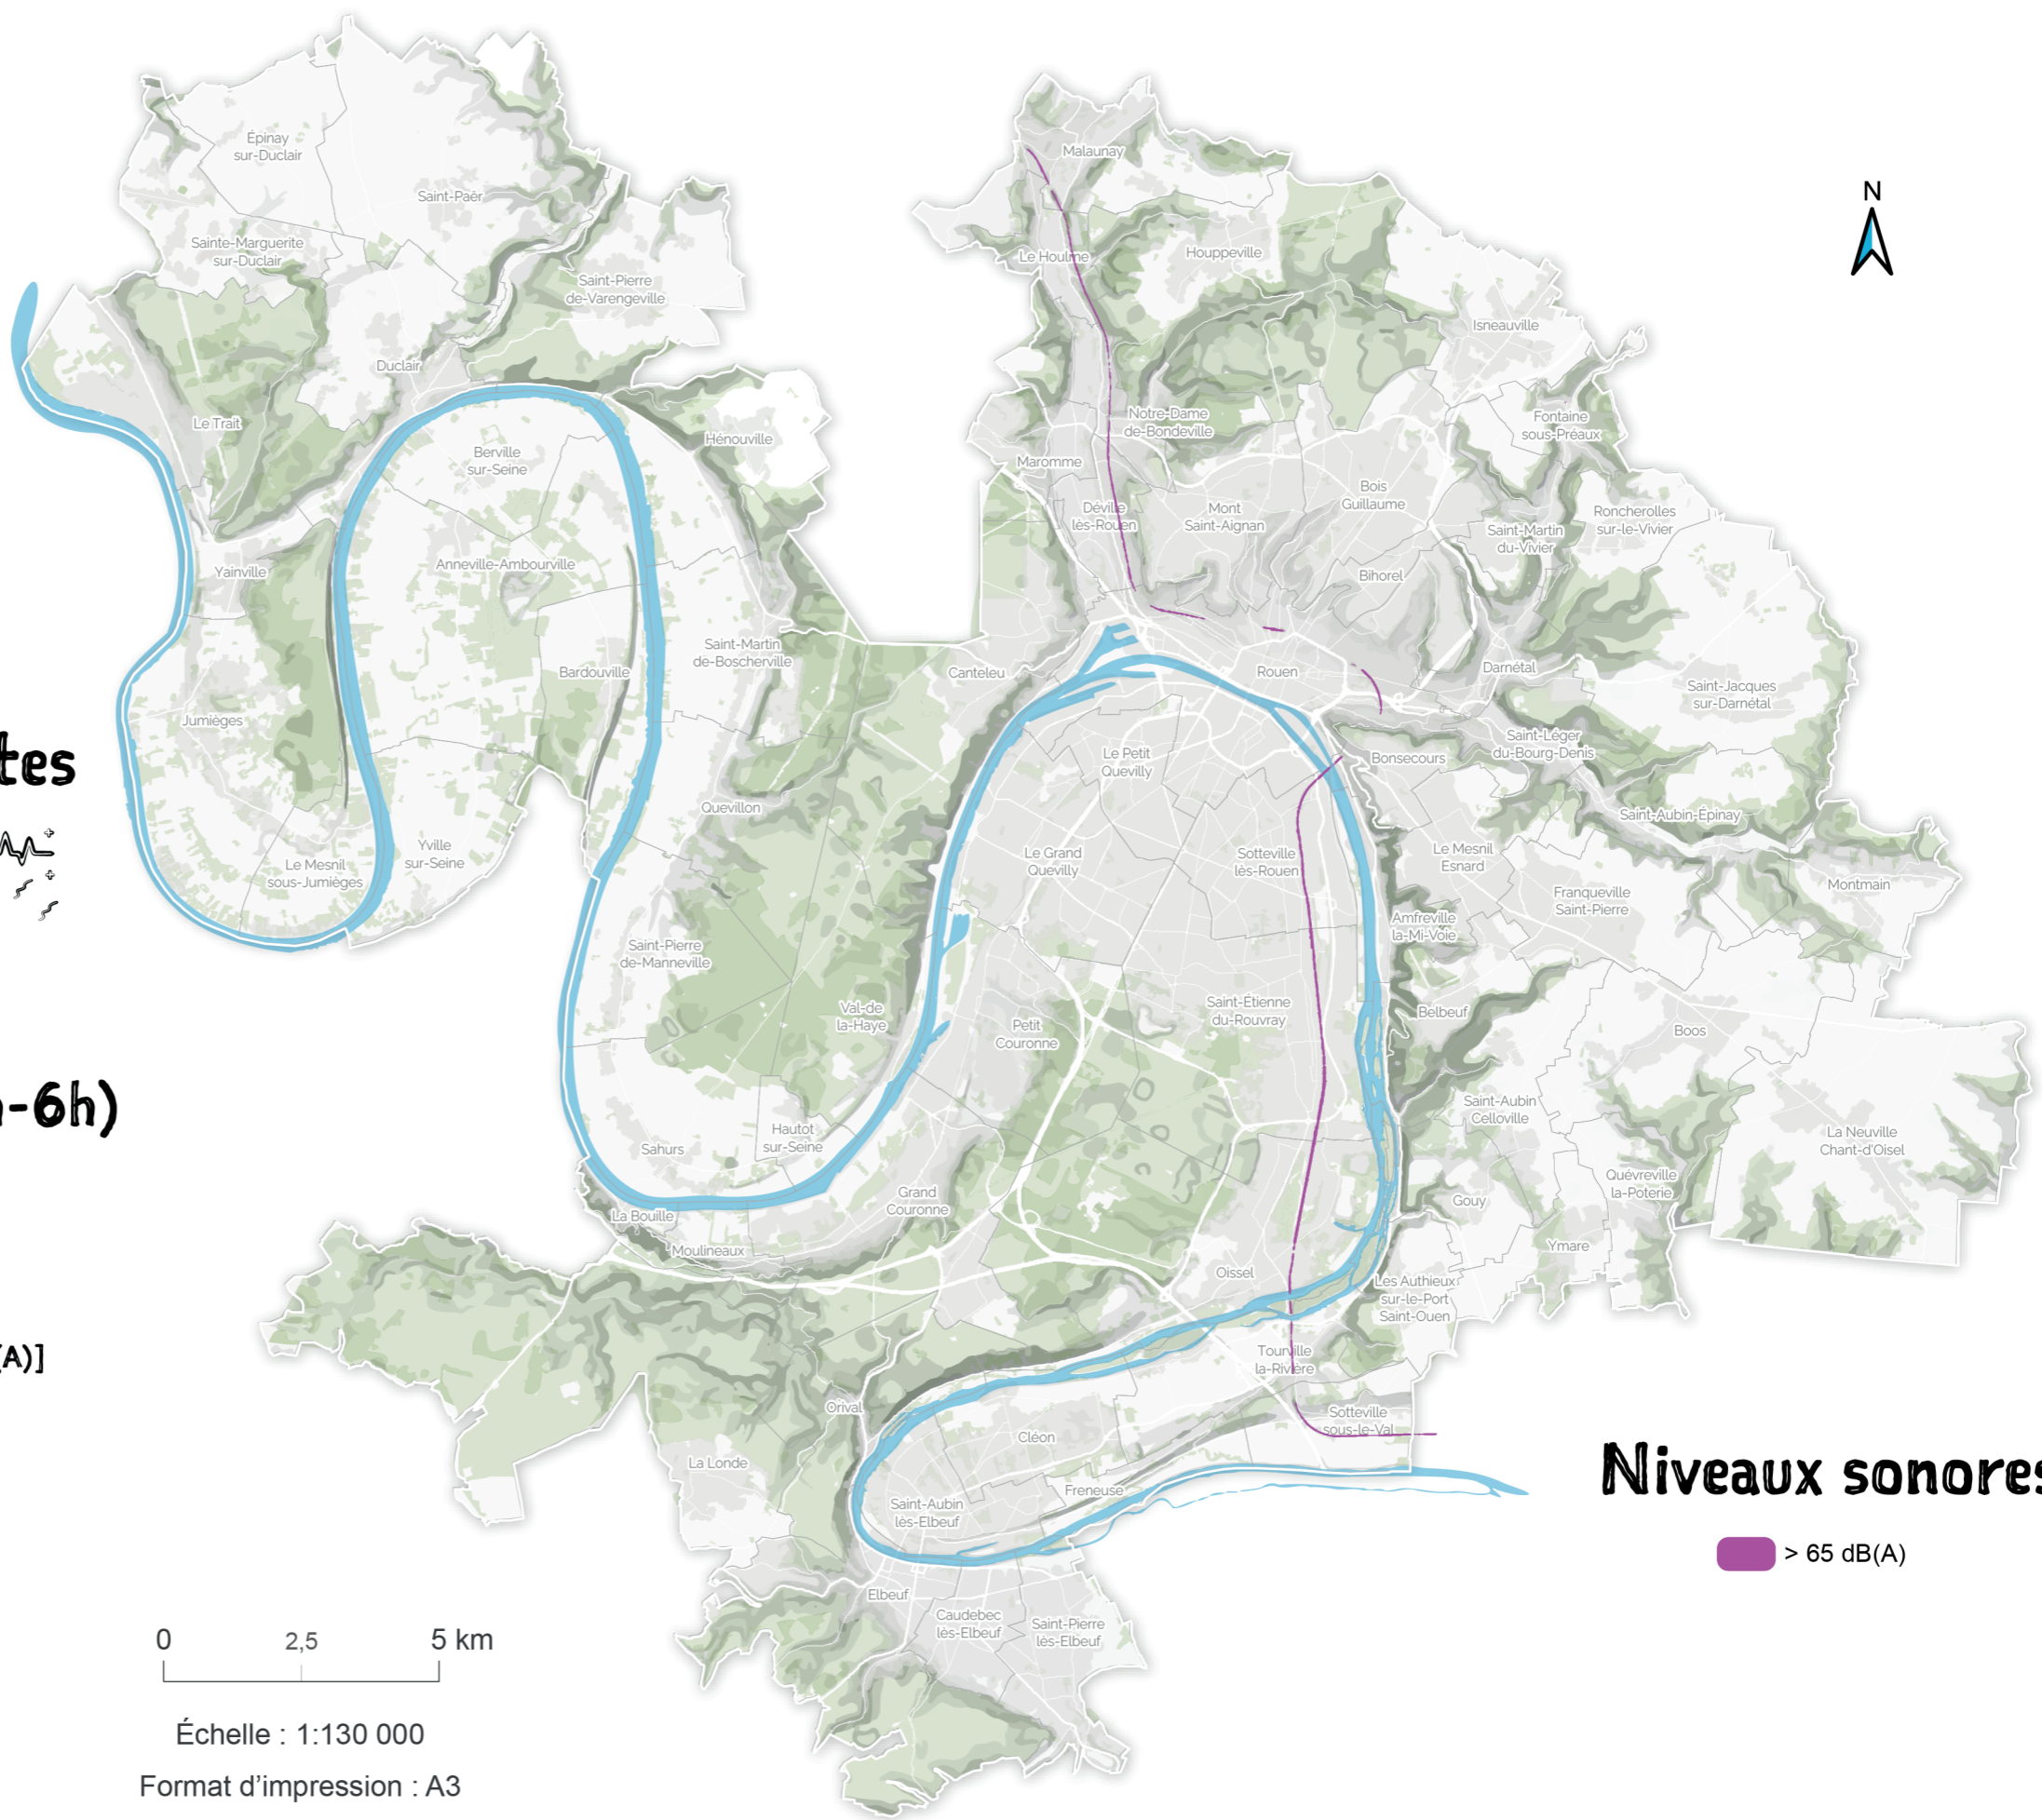 Épinay
sur-Duclair
Saint-Paër
Sainte-Marguerite
sur-Duclair
Saint-Pierre
de-Varengeville
Duclair
Le Trait
Berville
sur-Seine
Hénouville
Yainville
Anneville-Ambourville
Bardouville
Saint-Martin
de-Boscherville
Jumièges
Quevillon
Le Mesnil
sous-Jumièges
Yville
sur-Seine
Saint-Pierre
de-Manneville
Val-de
la-Haye
Sahurs
Hautot
sur-Seine
La Bouille
Moulineaux
Grand
Couronne
Malaunay
Le Houlme
Houppeville
Isneauville
Notre-Dame
de-Bondeville
Fontaine
sous-Préaux
Maromme
Déville
lès-Rouen
Mont
Saint-Aignan
Bois
Guillaume
Saint-Martin
du-Vivier
Roncherolles
sur-le-Vivier
Bihorel
Canteleu
Rouen
Darnétal
Saint-Jacques
sur-Darnétal
Le Petit
Quevilly
Bonsecours
Saint-Léger
du-Bourg-Denis
Saint-Aubin-Épinay
Le Grand
Quevilly
Sotteville
lès-Rouen
Le Mesnil
Esnard
Franqueville
Saint-Pierre
Montmain
Amfreville
la-Mi-Voie
Petit
Couronne
Saint-Étienne
du-Rouvray
Belbeuf
Boos
Saint-Aubin
Celloville
La Neuville
Chant-d'Oisel
Quévreville
la-Poterie
Gouy
Ymare
Oissel
Les Authieux
sur-le-Port
Saint-Ouen
Tourville
la-Rivière
Sotteville
sous-le-Val
Orival
Cléon
La Londe
Freneuse
Saint-Aubin
lès-Elbeuf
Elbeuf
Caudebec
lès-Elbeuf
Saint-Pierre
lès-Elbeuf
N
tes
-6h)
(A)]
Niveaux sonores
> 65 dB(A)
0 2,5 5 km
Échelle : 1:130 000
Format d'impression : A3